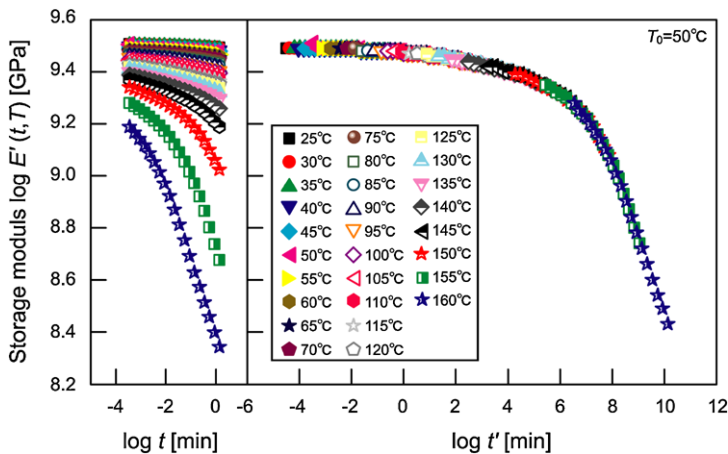 Storage moduls log E′ (t, T) [GPa]
9.6
9.4
9.2
9.0
8.8
8.6
8.4
8.2
T0=50℃
25℃ 75℃ 125℃
30℃ 80℃ 130℃
35℃ 85℃ 135℃
40℃ 90℃ 140℃
45℃ 95℃ 145℃
50℃ 100℃ 150℃
55℃ 105℃ 155℃
60℃ 110℃ 160℃
65℃ 115℃
70℃ 120℃
-4 -2 0 -6 -4 -2 0 2 4 6 8 10 12
log t [min] log t′ [min]